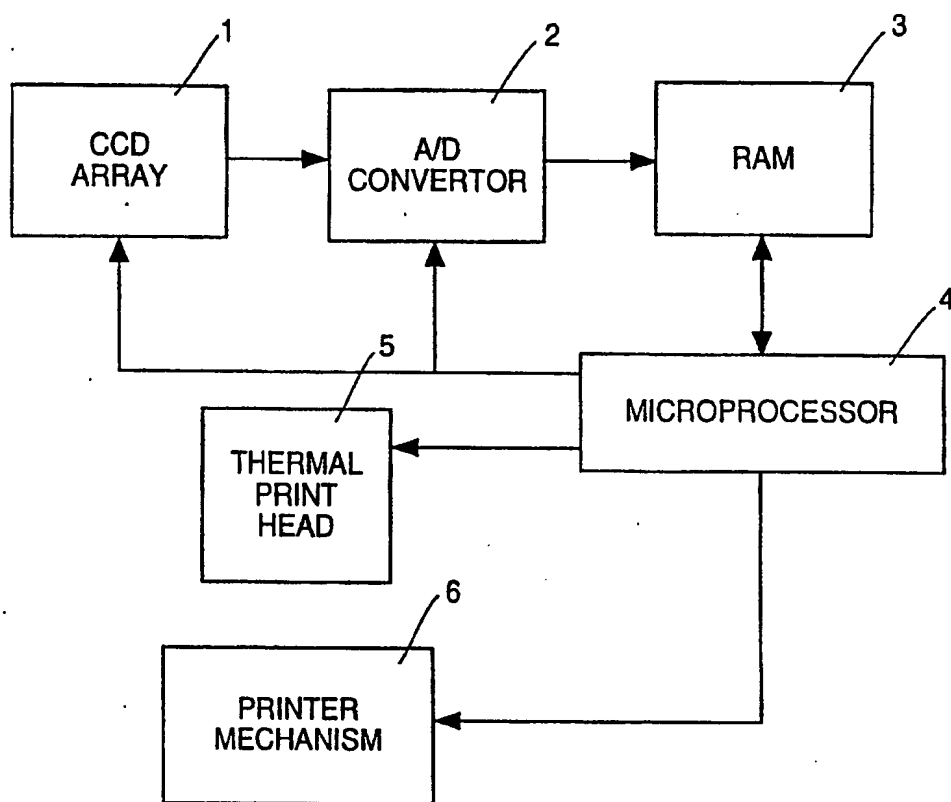 1
CCD
ARRAY
2
A/D
CONVERTOR
3
RAM
4
MICROPROCESSOR
5
THERMAL
PRINT
HEAD
6
PRINTER
MECHANISM